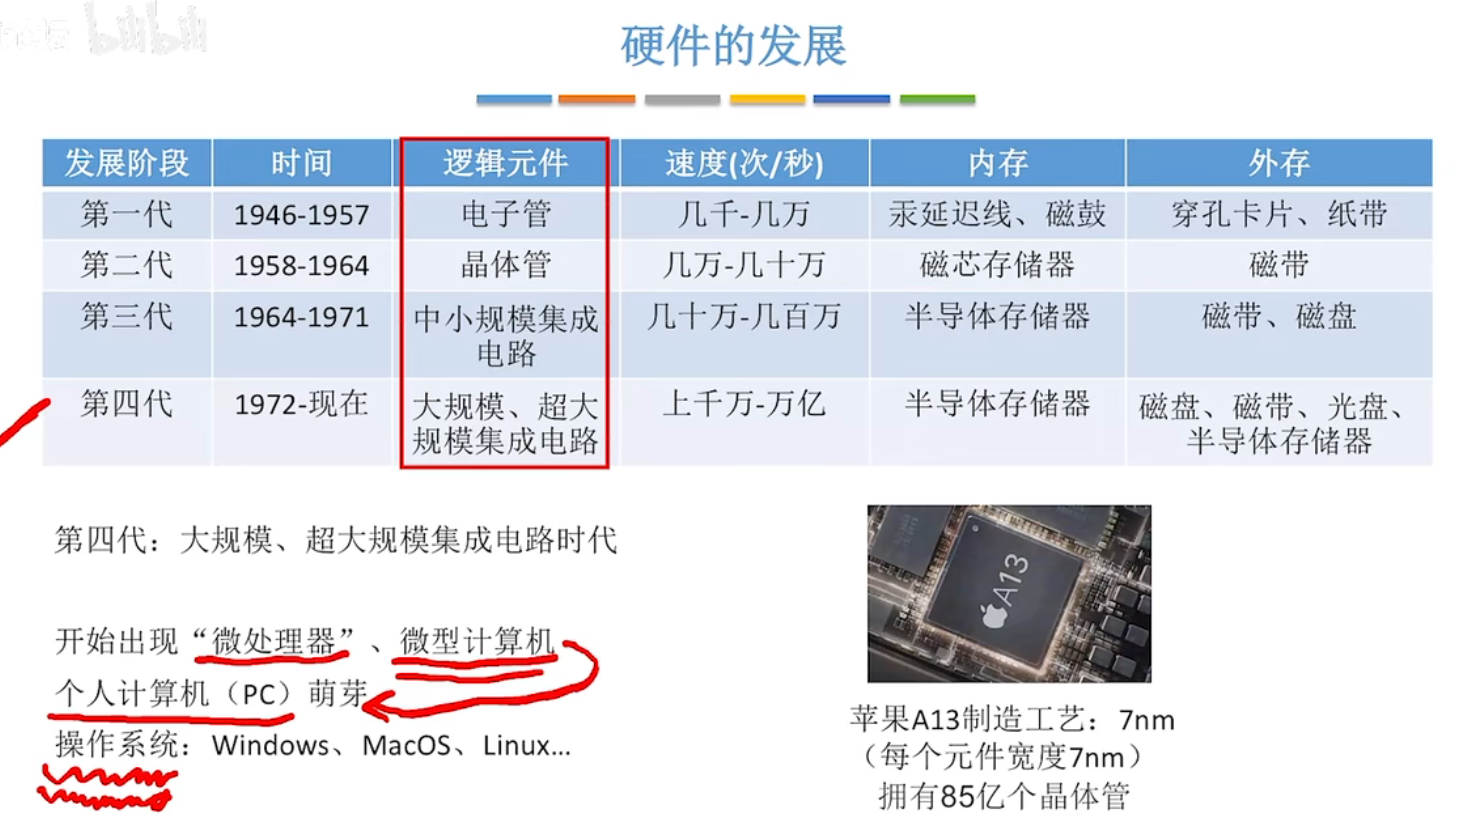 bilibili
硬件的发展
发展阶段 时间 逻辑元件 速度(次/秒) 内存 外存
第一代 1946-1957 电子管 几千-几万 汞延迟线、磁鼓 穿孔卡片、纸带
第二代 1958-1964 晶体管 几万-几十万 磁芯存储器 磁带
第三代 1964-1971 中小规模集成 几十万-几百万 半导体存储器 磁带、磁盘
电路
第四代 1972-现在 大规模、超大 上千万-万亿 半导体存储器 磁盘、磁带、光盘、
规模集成电路 半导体存储器
第四代：大规模、超大规模集成电路时代
开始出现“微处理器”、微型计算机
个人计算机（PC）萌芽
操作系统：Windows、MacOS、Linux...
A13
苹果A13制造工艺：7nm
（每个元件宽度7nm）
拥有85亿个晶体管